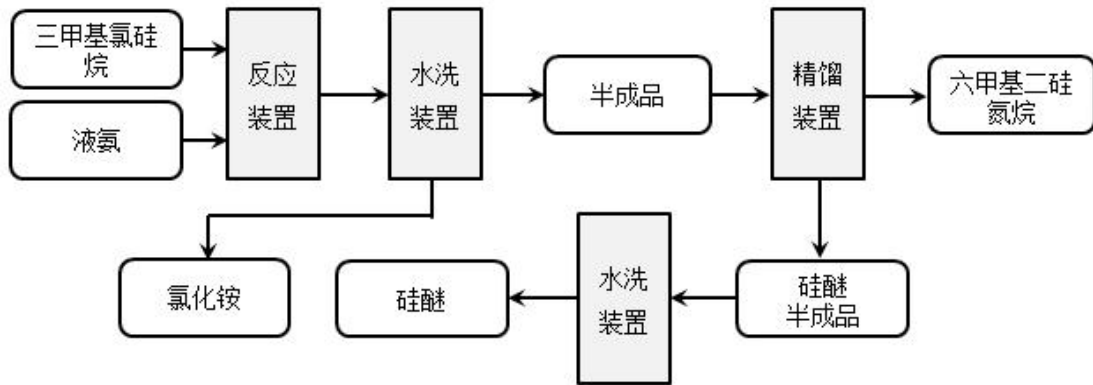 三甲基氯硅
烷
液氨
反应
装置
水洗
装置
半成品
精馏
装置
六甲基二硅
氮烷
氯化铵
硅醚
水洗
装置
硅醚
半成品